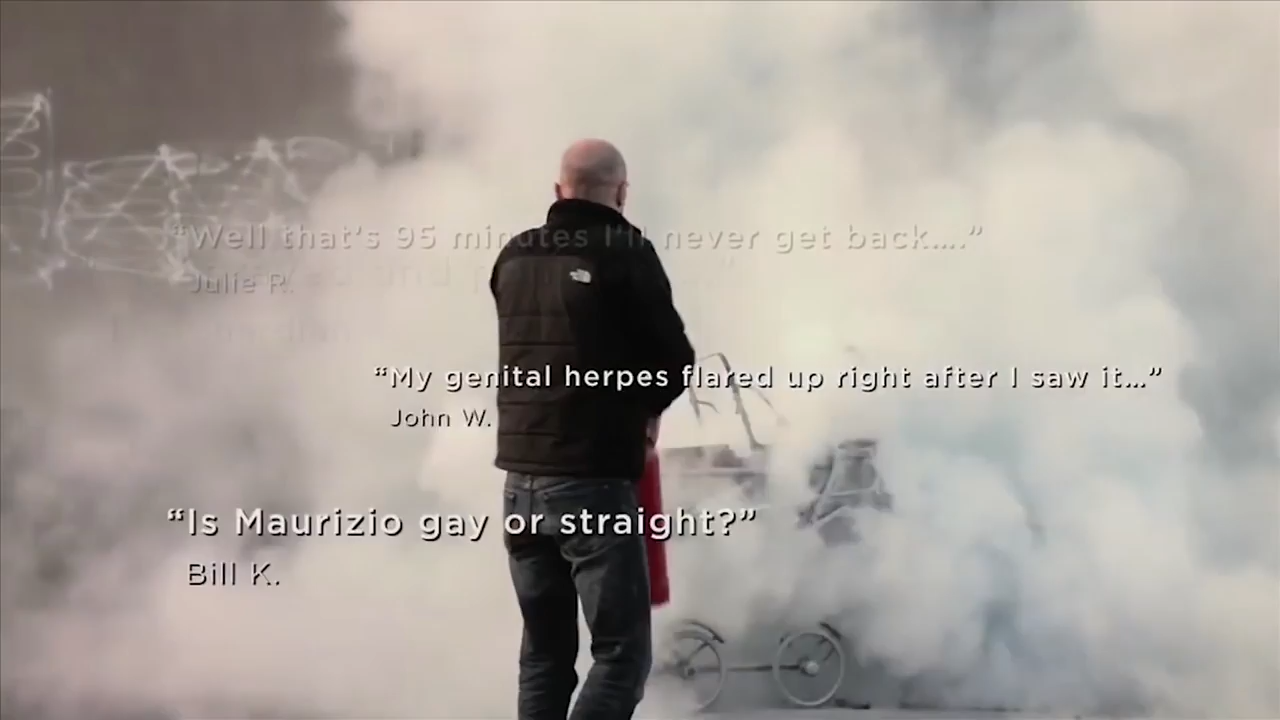 “Well that's 95 minutes I'll never get back....”
Julie R.
“My genital herpes flared up right after I saw it...”
John W.
“Is Maurizio gay or straight?”
Bill K.